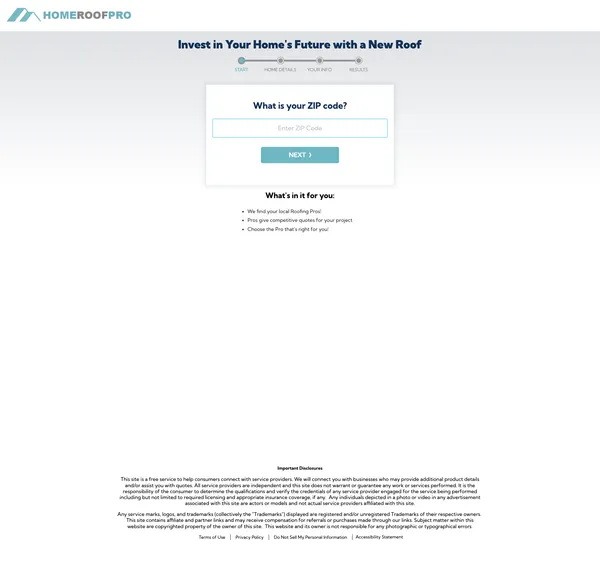 HOMEROOFPRO
Invest in Your Home's Future with a New Roof
START HOME DETAILS YOUR INFO RESULTS
What is your ZIP code?
Enter ZIP Code
NEXT ❯
What's in it for you:
• We find your local Roofing Pros!
• Pros give competitive quotes for your project.
• Choose the Pro that's right for you!
Important Disclosures
This site is a free service to help consumers connect with service providers. We will connect you with businesses who may provide additional product details
and/or assist you with quotes. All service providers are independent and this site does not warrant or guarantee any work or services performed. It is the
responsibility of the consumer to determine the qualifications and verify the credentials of any service provider engaged for the service being performed
including but not limited to required licensing and appropriate insurance coverage, if any. Any individuals depicted in a photo or video in any advertisement
associated with this site are actors or models and not actual service providers affiliated with this site.
Any service marks, logos, and trademarks (collectively the "Trademarks") displayed are registered and/or unregistered Trademarks of their respective owners.
This site contains affiliate and partner links and may receive compensation for referrals or purchases made through our links. Subject matter within this
website are copyrighted property of the owner of this site. This website and its owner is not responsible for any photographic or typographical errors
Terms of Use | Privacy Policy | Do Not Sell My Personal Information | Accessibility Statement